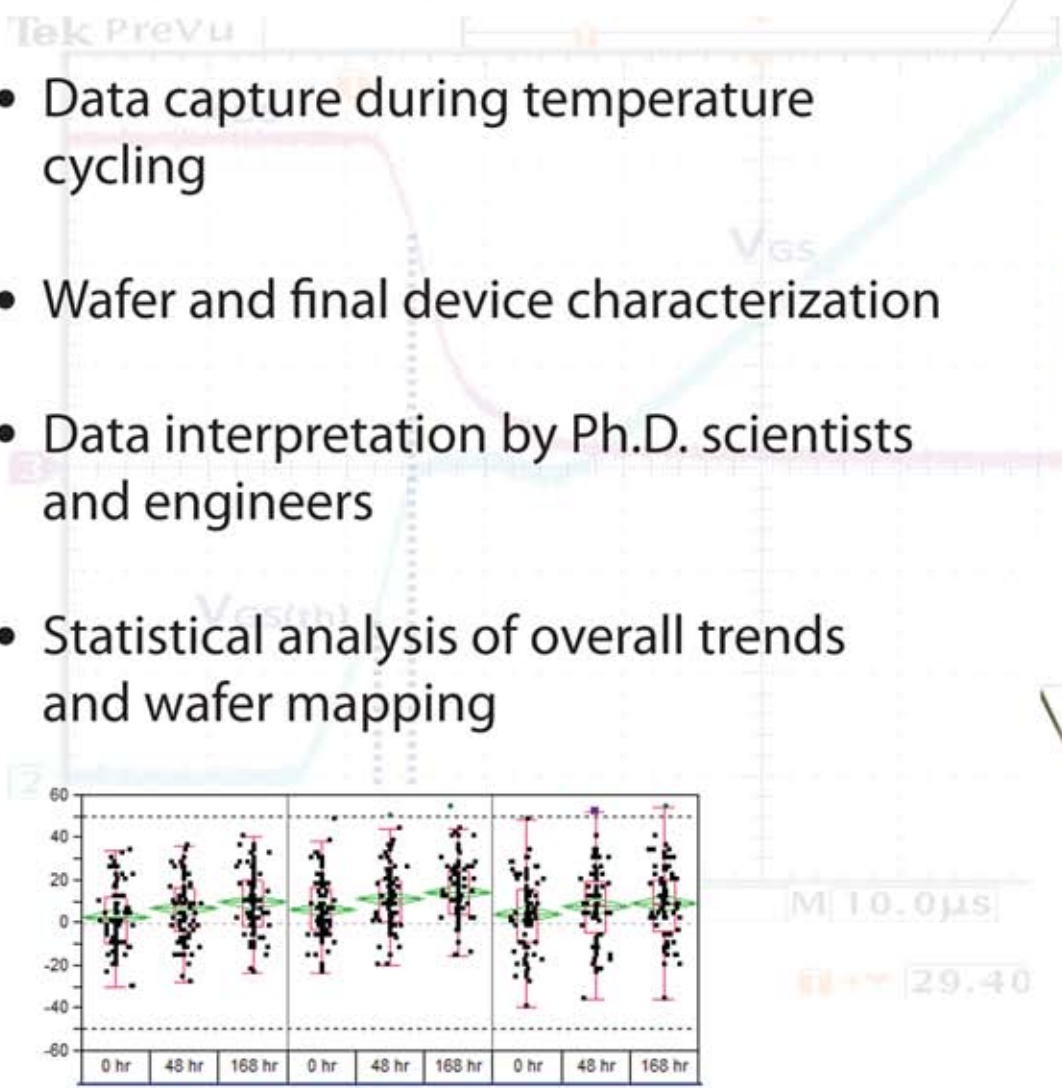 Tek PreVu
• Data capture during temperature
cycling
VGS
• Wafer and final device characterization
• Data interpretation by Ph.D. scientists
3
and engineers
VGS(th)
• Statistical analysis of overall trends
and wafer mapping
2
60
40
20
0
-20
-40
-60
0 hr 48 hr 168 hr 0 hr 48 hr 168 hr 0 hr 48 hr 168 hr
M 10.0µs
29.40